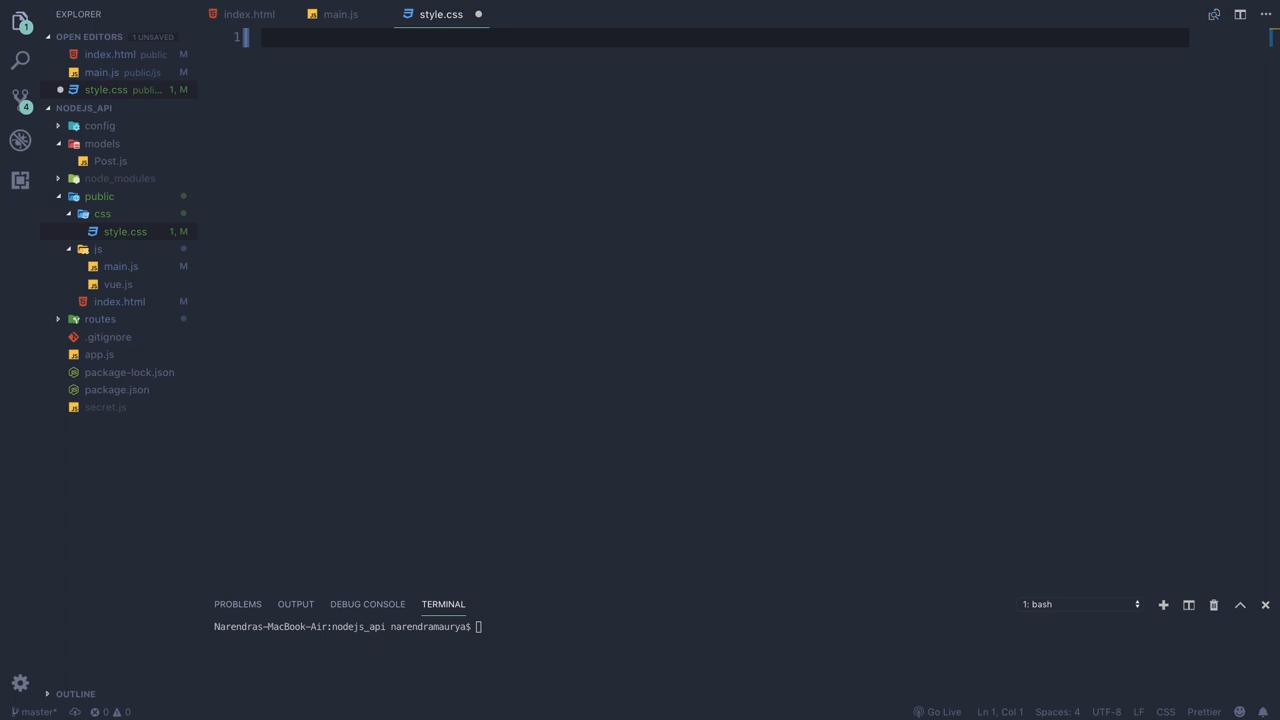 EXPLORER
index.html
main.js
style.css
1
OPEN EDITORS 1 UNSAVED
index.html public M
main.js public/js M
style.css publi... 1, M
4
NODEJS_API
config
models
Post.js
node_modules
public
css
style.css 1, M
js
main.js M
vue.js
index.html M
routes
.gitignore
app.js
package-lock.json
package.json
secret.js
1
PROBLEMS OUTPUT DEBUG CONSOLE TERMINAL
1: bash
Narendras-MacBook-Air:nodejs_api narendramaurya$
OUTLINE
master* 0 0
Go Live Ln 1, Col 1 Spaces: 4 UTF-8 LF CSS Prettier